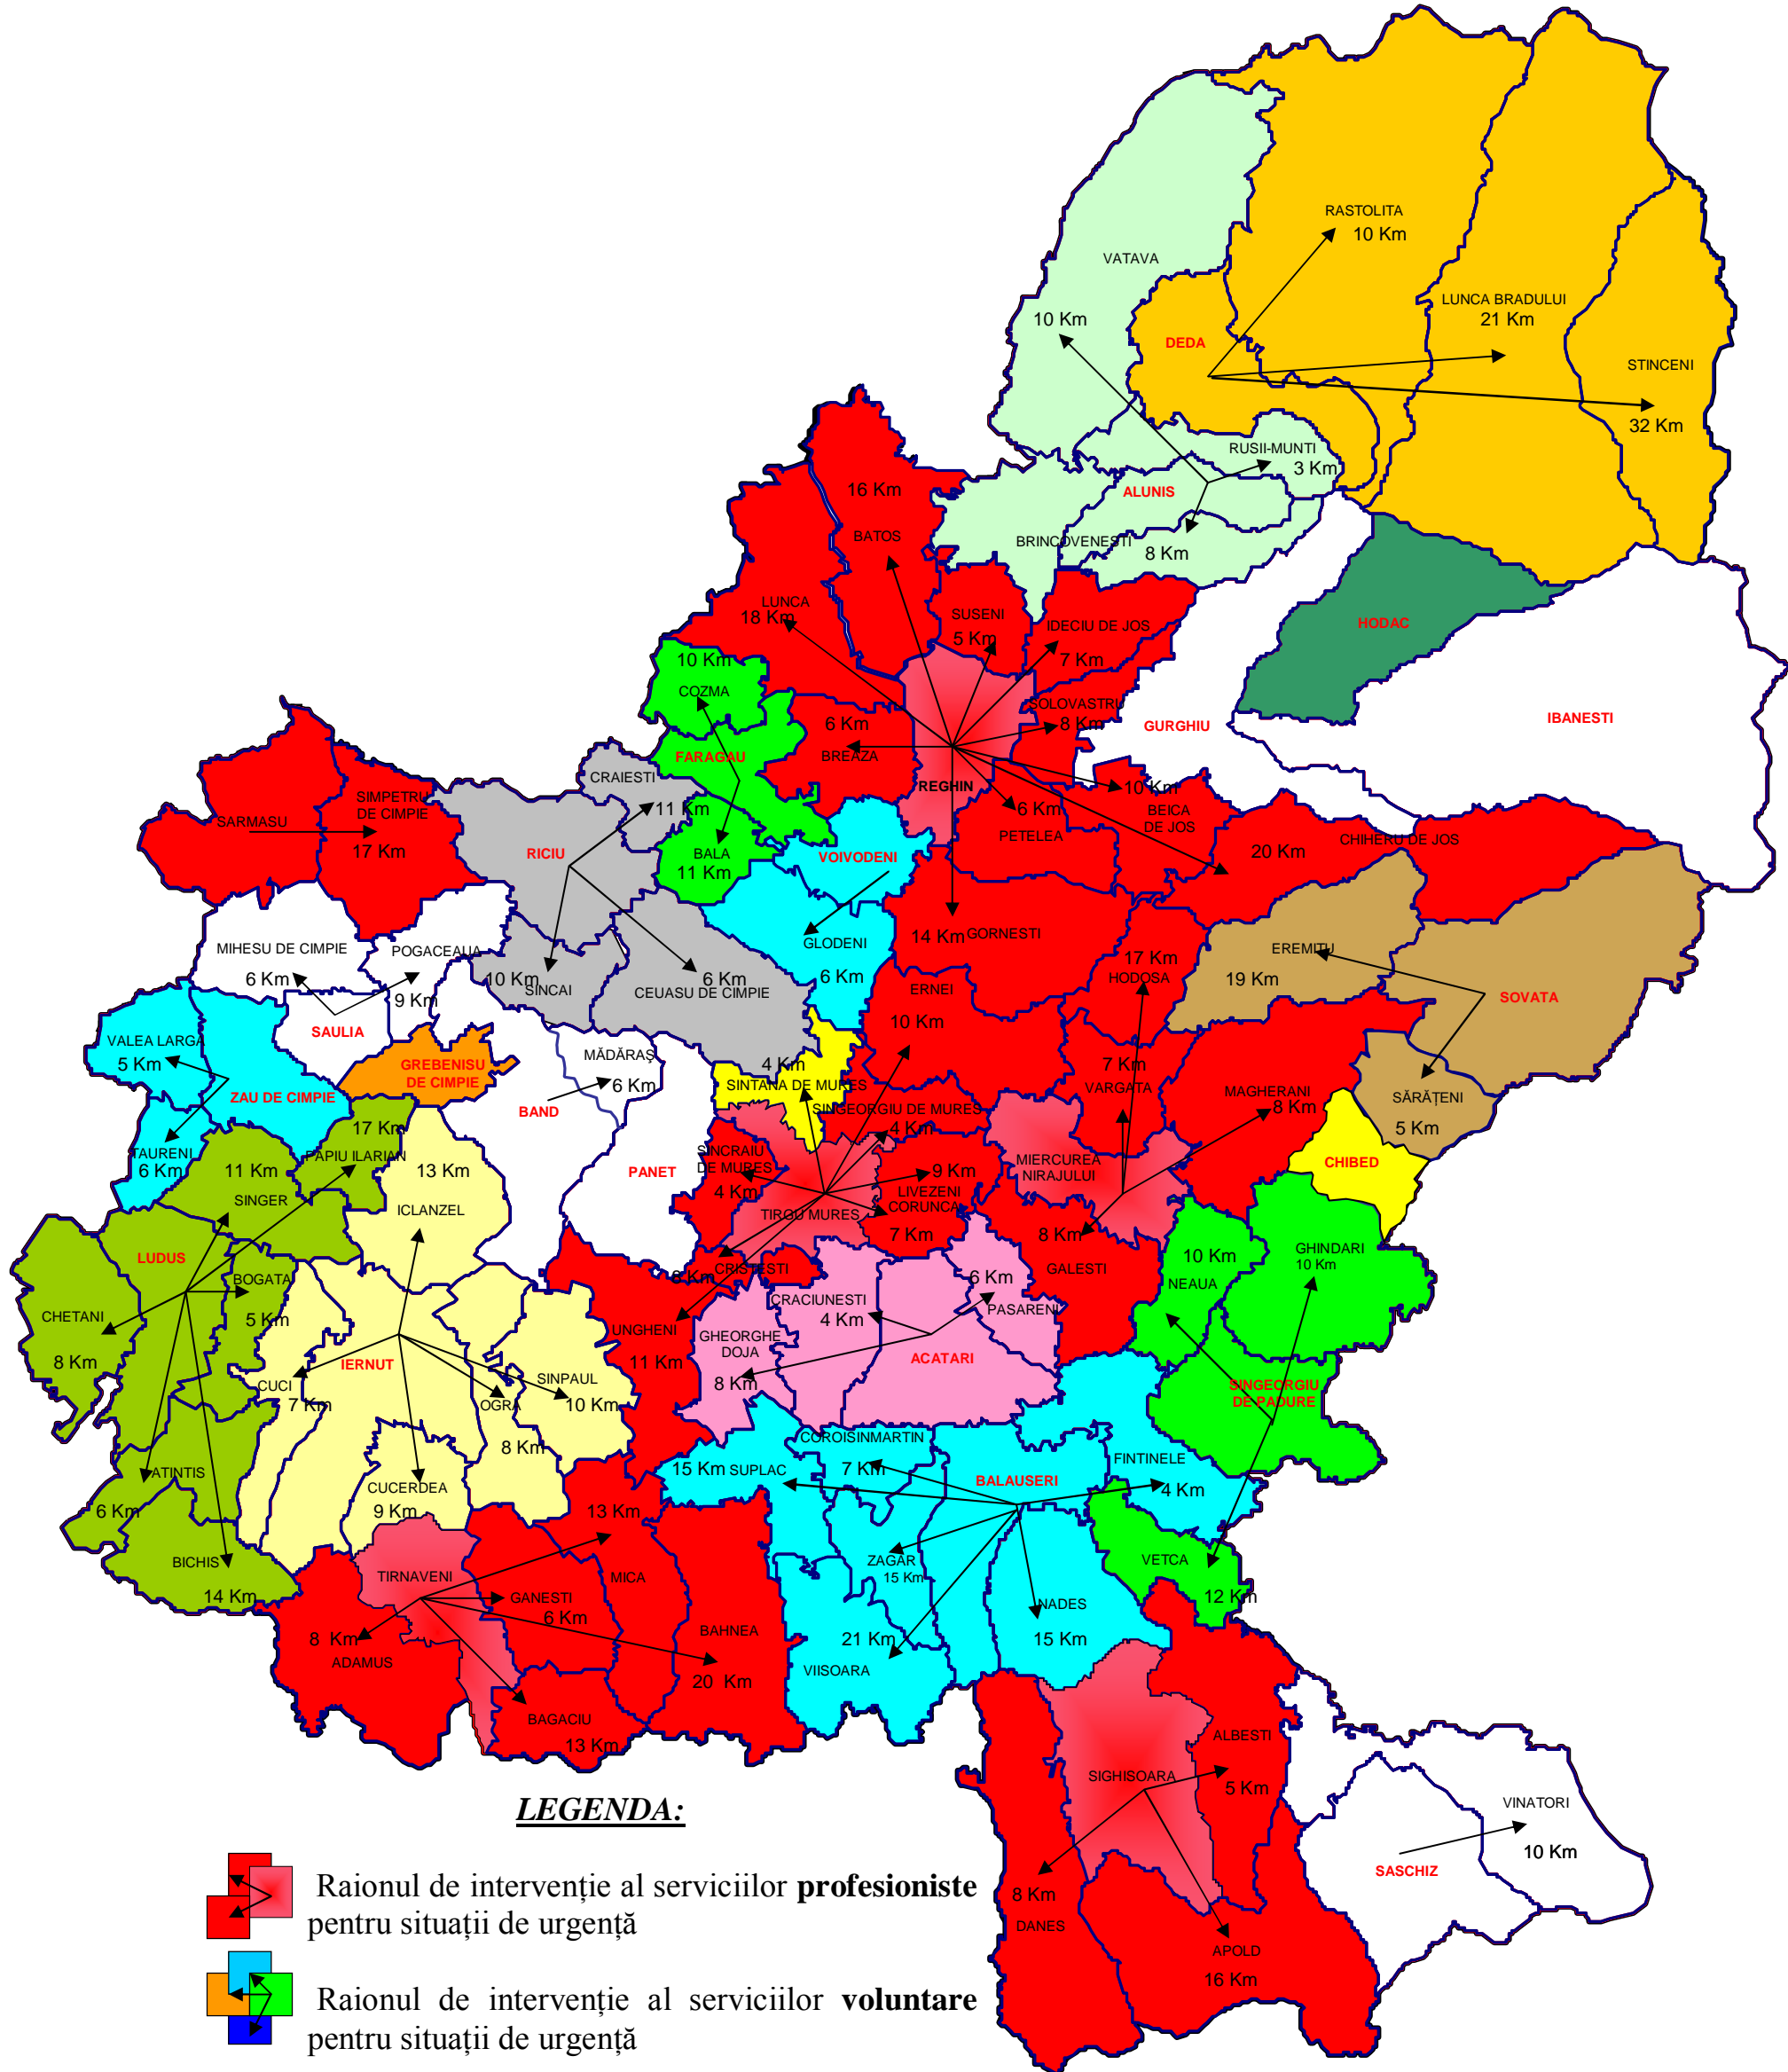 RASTOLITA
10 Km
VATAVA
LUNCA BRADULUI
21 Km
10 Km
DEDA
STINCENI
32 Km
RUSII-MUNTI
3 Km
16 Km
ALUNIS
BATOS
BRINCOVENESTI
8 Km
LUNCA
18 Km
SUSENI
5 Km
IDECIU DE JOS
7 Km
HODAC
10 Km
COZMA
SOLOVASTRU
8 Km
GURGHIU
IBANESTI
6 Km
BREAZA
FARAGAU
CRAIESTI
11 Km
REGHIN
10 Km
6 Km
BEICA
DE JOS
PETELEA
SIMPETRU
DE CIMPIE
17 Km
SARMASU
RICIU
BALA
11 Km
VOIVODENI
20 Km
CHIHERU DE JOS
MIHESU DE CIMPIE
6 Km
POGACEAUA
9 Km
GLODENI
6 Km
14 Km
GORNESTI
17 Km
HODOSA
EREMITU
19 Km
10 Km
SINCAI
6 Km
CEUASU DE CIMPIE
ERNEI
10 Km
SOVATA
SAULIA
VALEA LARGA
5 Km
GREBENISU
DE CIMPIE
MĂDĂRAŞ
6 Km
4 Km
SINTANA DE MURES
7 Km
VARGATA
MAGHERANI
8 Km
SĂRĂȚENI
5 Km
ZAU DE CIMPIE
BAND
SINGEORGIU DE MURES
4 Km
17 Km
PAPIU ILARIAN
TAURENI
6 Km
11 Km
SINGER
13 Km
ICLANZEL
PANET
SINCRAIU
DE MURES
4 Km
9 Km
LIVEZENI
CORUNCA
7 Km
TIRGU MURES
MIERCUREA
NIRAJULUI
CHIBED
8 Km
GALESTI
10 Km
NEAUA
GHINDARI
10 Km
LUDUS
BOGATA
5 Km
CHETANI
8 Km
6 Km
CRISTESTI
UNGHENI
11 Km
CRACIUNESTI
4 Km
6 Km
PASARENI
GHEORGHE
DOJA
8 Km
ACATARI
IERNUT
CUCI
7 Km
SINPAUL
10 Km
OGRA
8 Km
SINGEORGIU
DE PADURE
ATINTIS
6 Km
CUCERDEA
9 Km
15 Km
SUPLAC
COROISINMARTIN
7 Km
BALAUSERI
FINTINELE
4 Km
BICHIS
14 Km
TIRNAVENI
13 Km
MICA
GANESTI
6 Km
ZAGAR
15 Km
VETCA
12 Km
NADES
15 Km
8 Km
ADAMUS
BAHNEA
20 Km
21 Km
VIISOARA
BAGACIU
13 Km
ALBESTI
5 Km
SIGHISOARA
VINATORI
10 Km
SASCHIZ
8 Km
DANES
APOLD
16 Km
LEGENDA:
Raionul de intervenție al serviciilor profesioniste
pentru situații de urgență
Raionul de intervenție al serviciilor voluntare
pentru situații de urgență